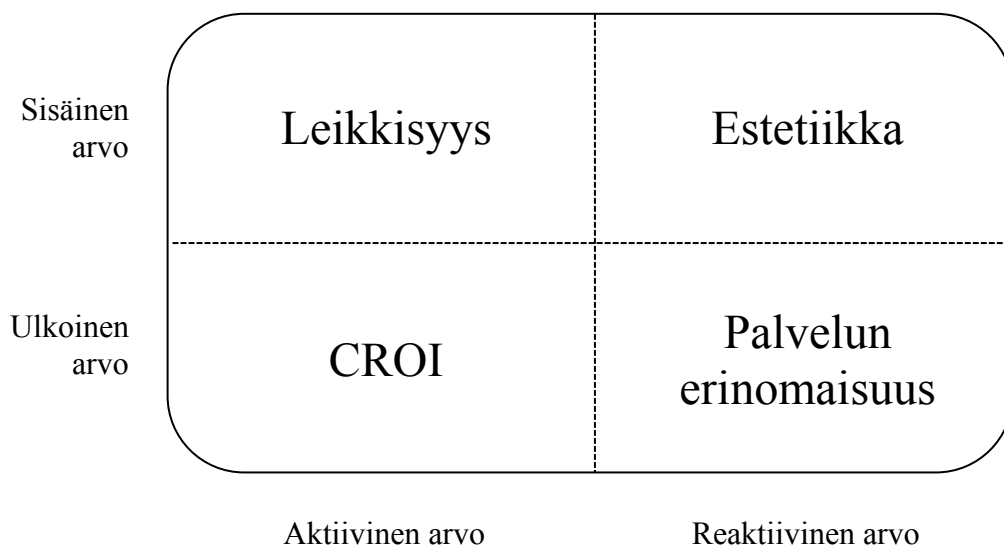 Sisäinen
arvo
Leikkisyys
Estetiikka
Ulkoinen
arvo
CROI
Palvelun
erinomaisuus
Aktiivinen arvo
Reaktiivinen arvo